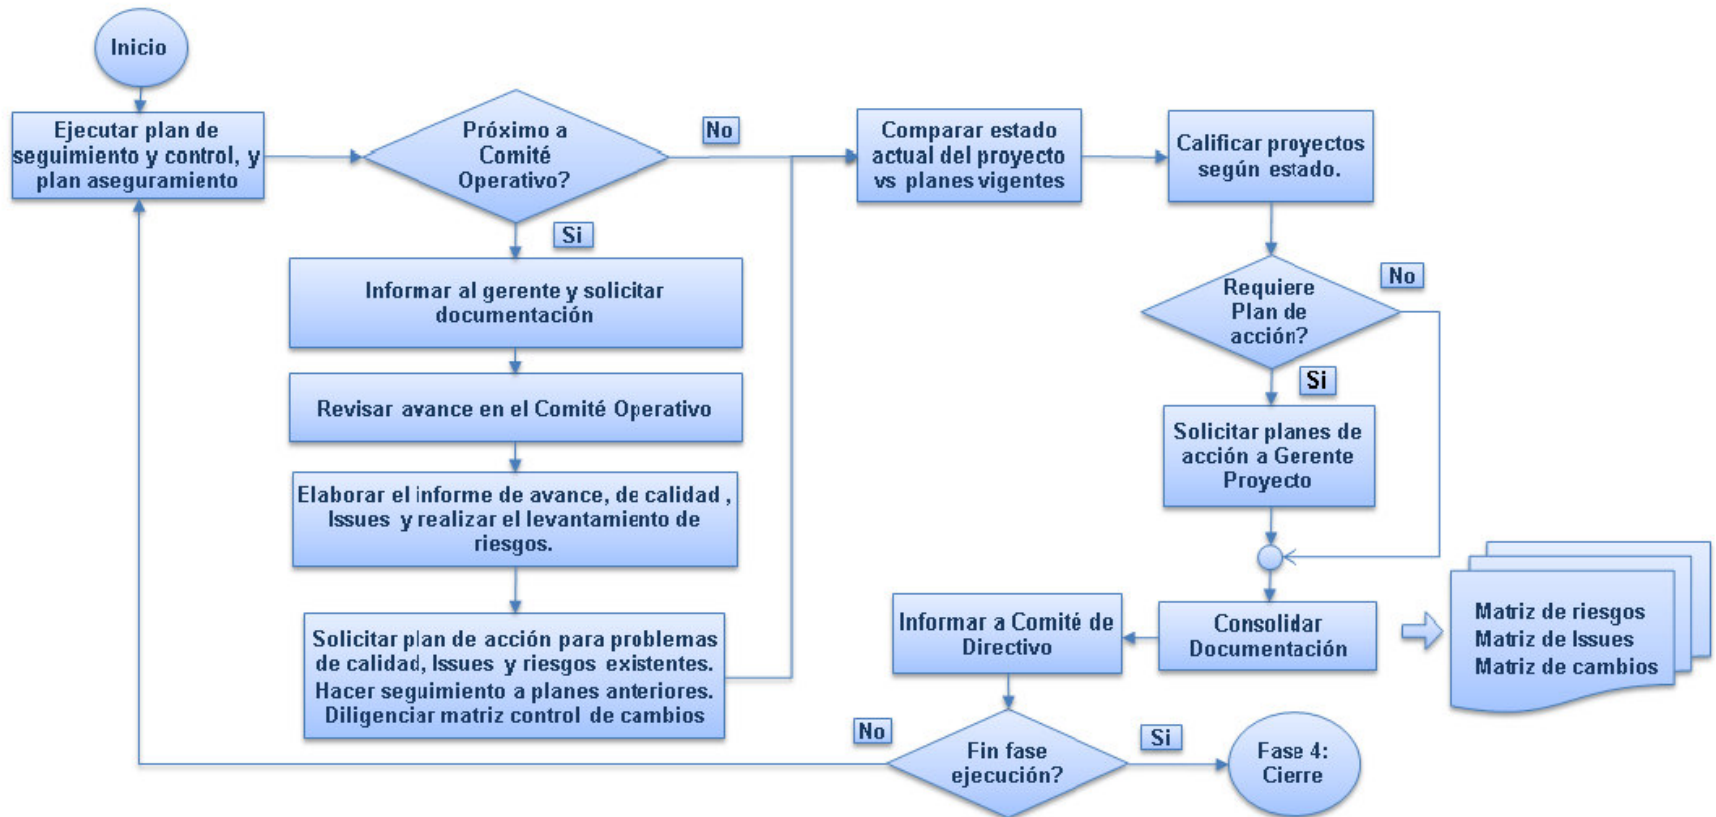 Inicio
Ejecutar plan de
seguimiento y control, y
plan aseguramiento
Próximo a
Comité
Operativo?
No
Si
Informar al gerente y solicitar
documentación
Revisar avance en el Comité Operativo
Elaborar el informe de avance, de calidad ,
Issues y realizar el levantamiento de
riesgos.
Solicitar plan de acción para problemas
de calidad, Issues y riesgos existentes.
Hacer seguimiento a planes anteriores.
Diligenciar matriz control de cambios
Comparar estado
actual del proyecto
vs planes vigentes
Calificar proyectos
según estado.
Requiere
Plan de
acción?
No
Si
Solicitar planes de
acción a Gerente
Proyecto
Consolidar
Documentación
Matriz de riesgos
Matriz de Issues
Matriz de cambios
Informar a Comité de
Directivo
Fin fase
ejecución?
No
Si
Fase 4:
Cierre